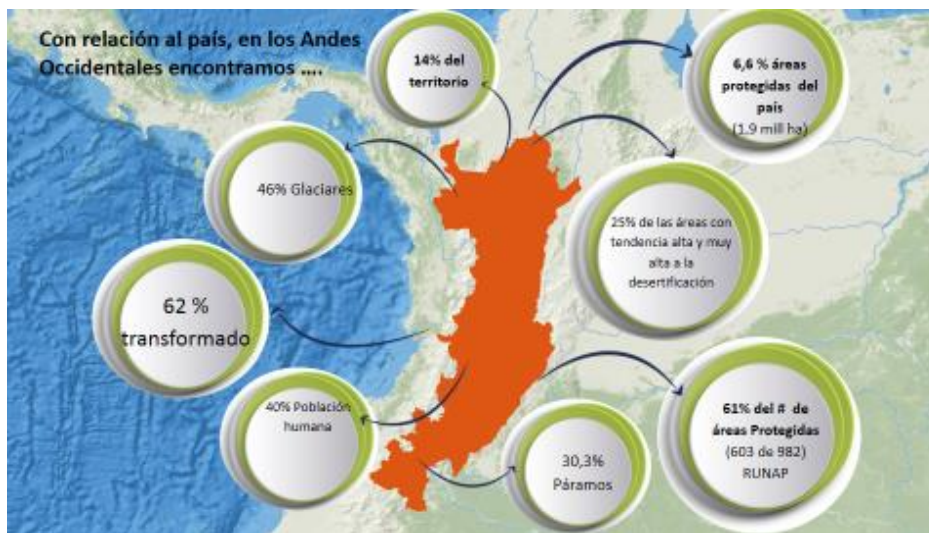 Con relación al país, en los Andes
Occidentales encontramos ....
14% del
territorio
6,6 % áreas
protegidas del
país
(1.9 mill ha)
46% Glaciares
25% de las áreas con
tendencia alta y muy
alta a la
desertificación
62 %
transformado
40% Población
humana
30,3%
Páramos
61% del # de
áreas Protegidas
(603 de 982)
RUNAP